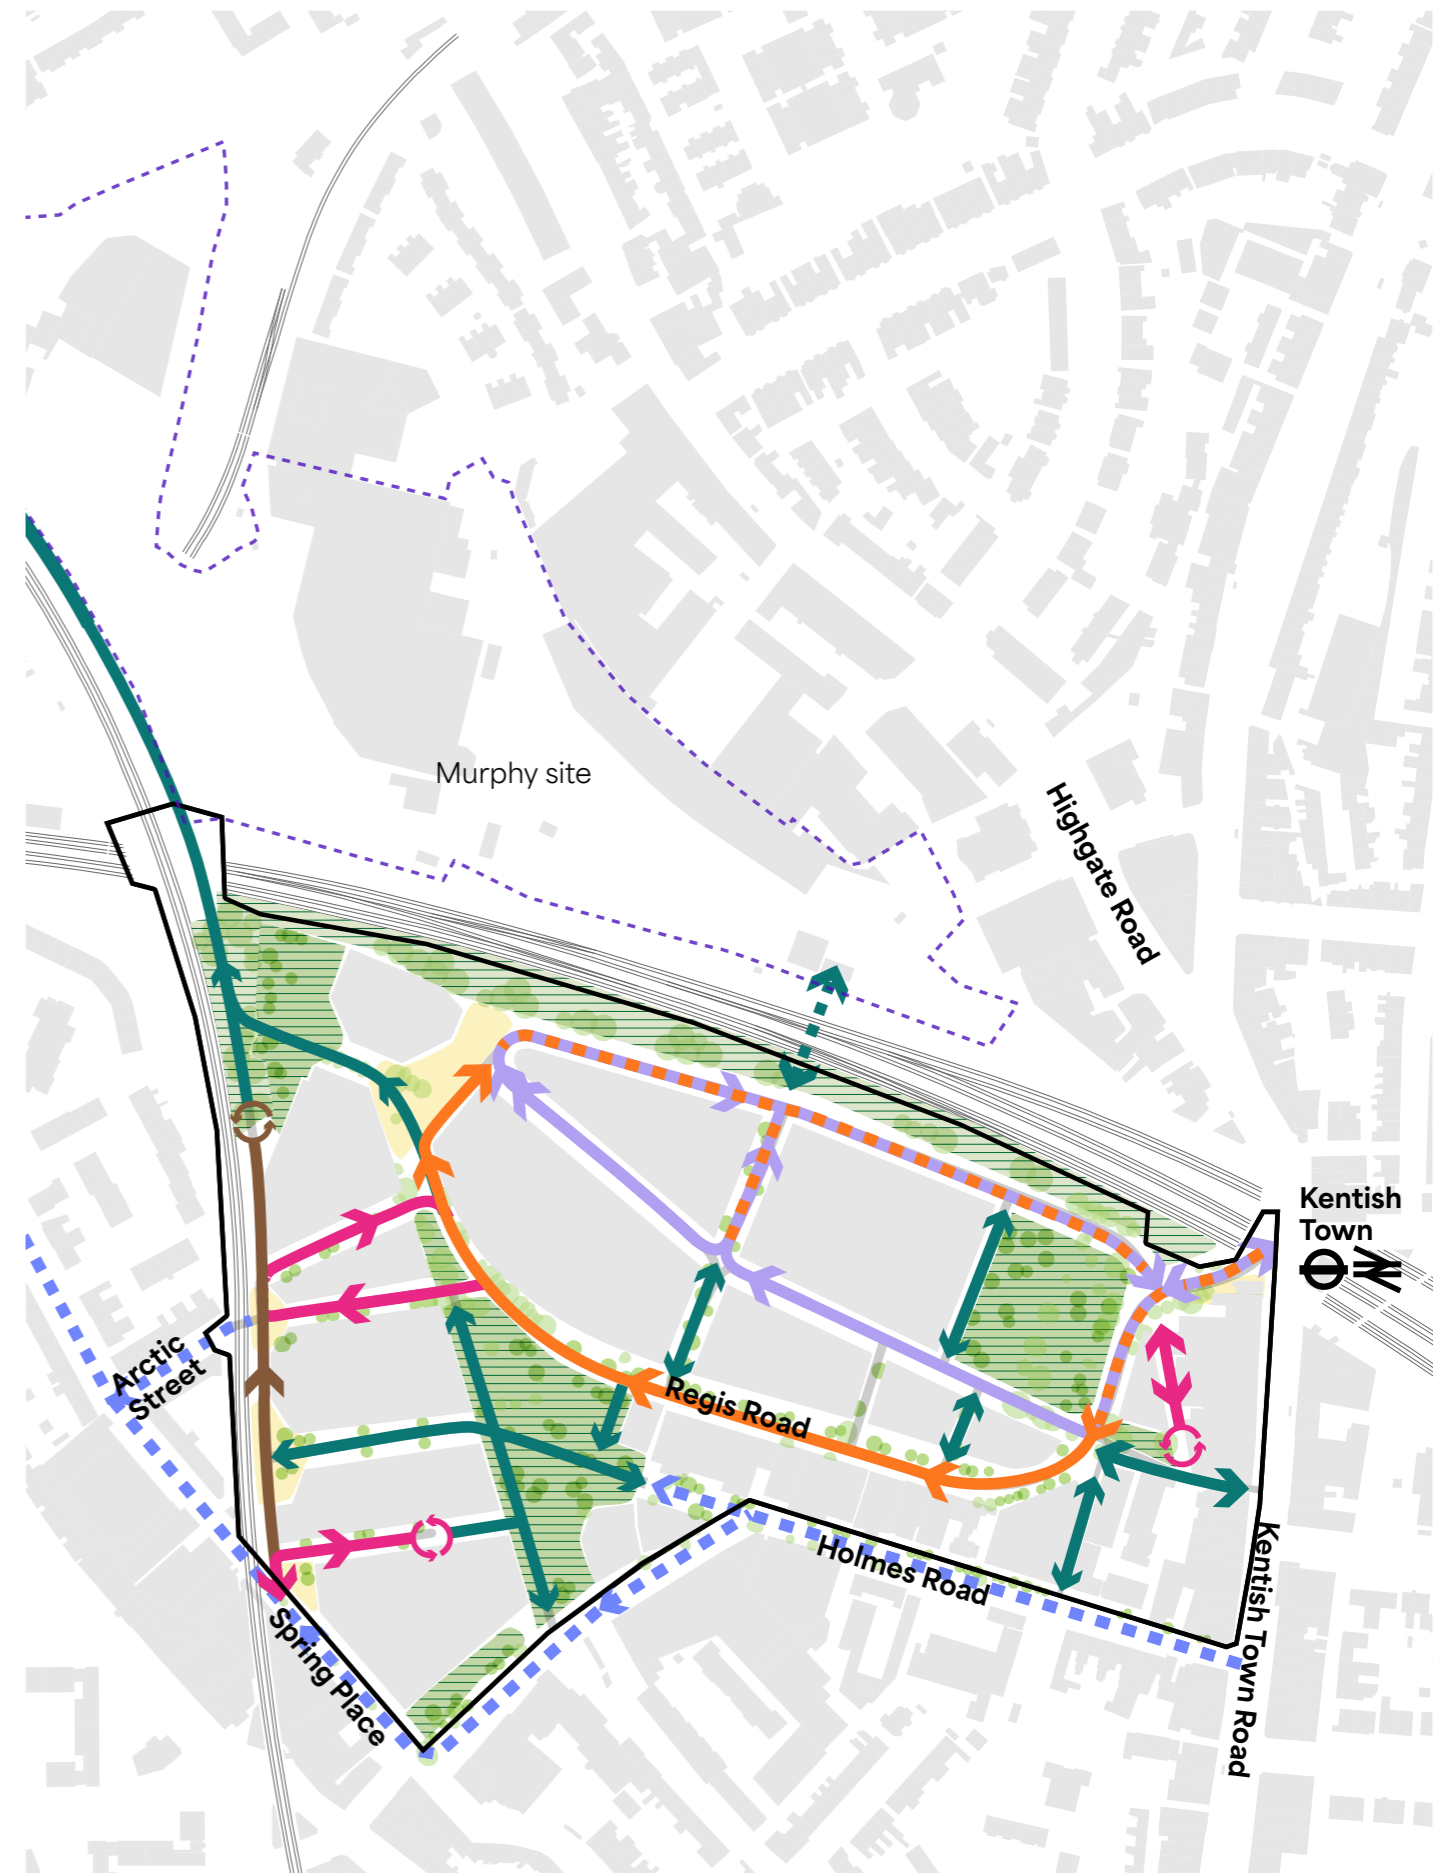 Murphy site
Highgate Road
Kentish
Town
Arctic
Street
Regis Road
Holmes Road
Spring Place
Kentish Town Road